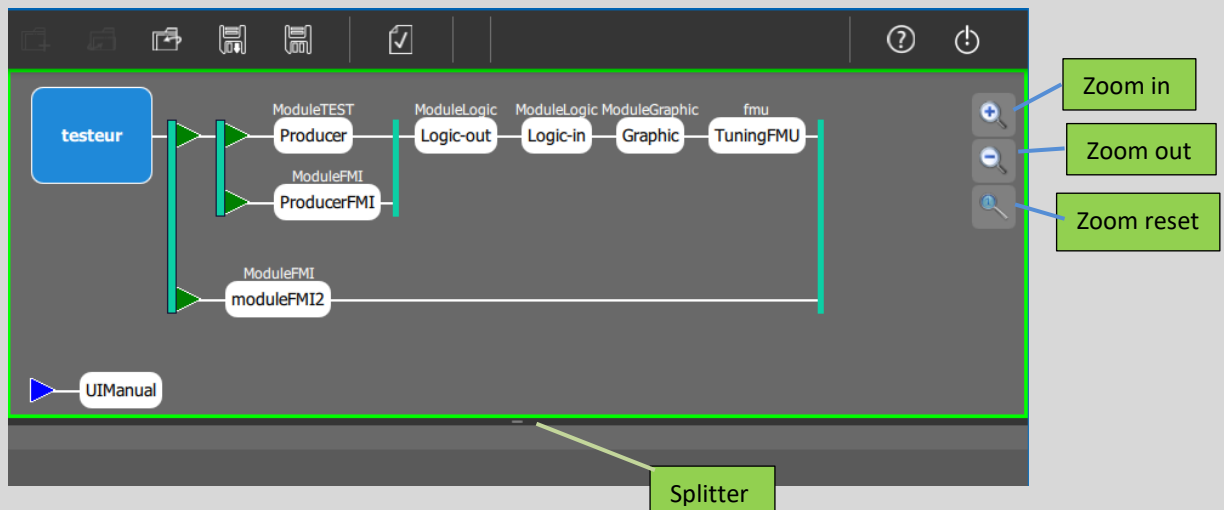 Zoom in
ModuleTEST
ModuleLogic
ModuleLogic
ModuleGraphic
fmu
testeur
Producer
Logic-out
Logic-in
Graphic
TuningFMU
Zoom out
ModuleFMI
ProducerFMI
Zoom reset
ModuleFMI
moduleFMI2
UIManual
Splitter